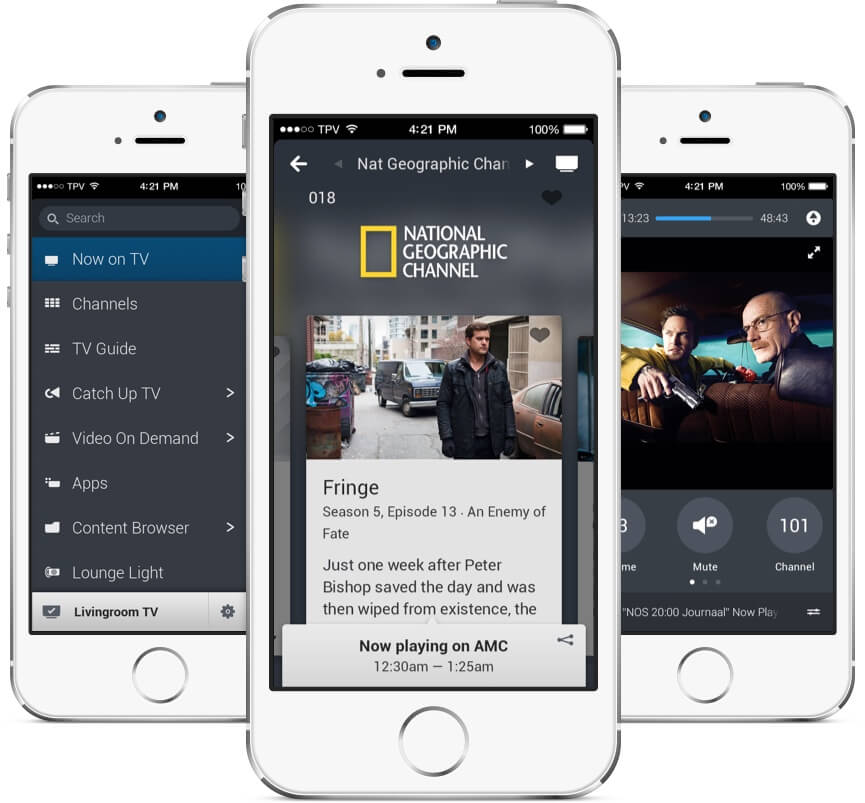 ●●●○○ TPV
4:21 PM
10
Search
Now on TV
Channels
TV Guide
Catch Up TV
Video On Demand
Apps
Content Browser
Lounge Light
Livingroom TV
●●●○○ TPV
4:21 PM
100%
Nat Geographic Chan
018
NATIONAL
GEOGRAPHIC
CHANNEL
Fringe
Season 5, Episode 13 · An Enemy of
Fate
Just one week after Peter
Bishop saved the day and was
then wiped from existence, the
Now playing on AMC
12:30am — 1:25am
PV
4:21 PM
100%
13:23
48:43
3
101
me
Mute
Channel
"NOS 20:00 Journaal" Now Play